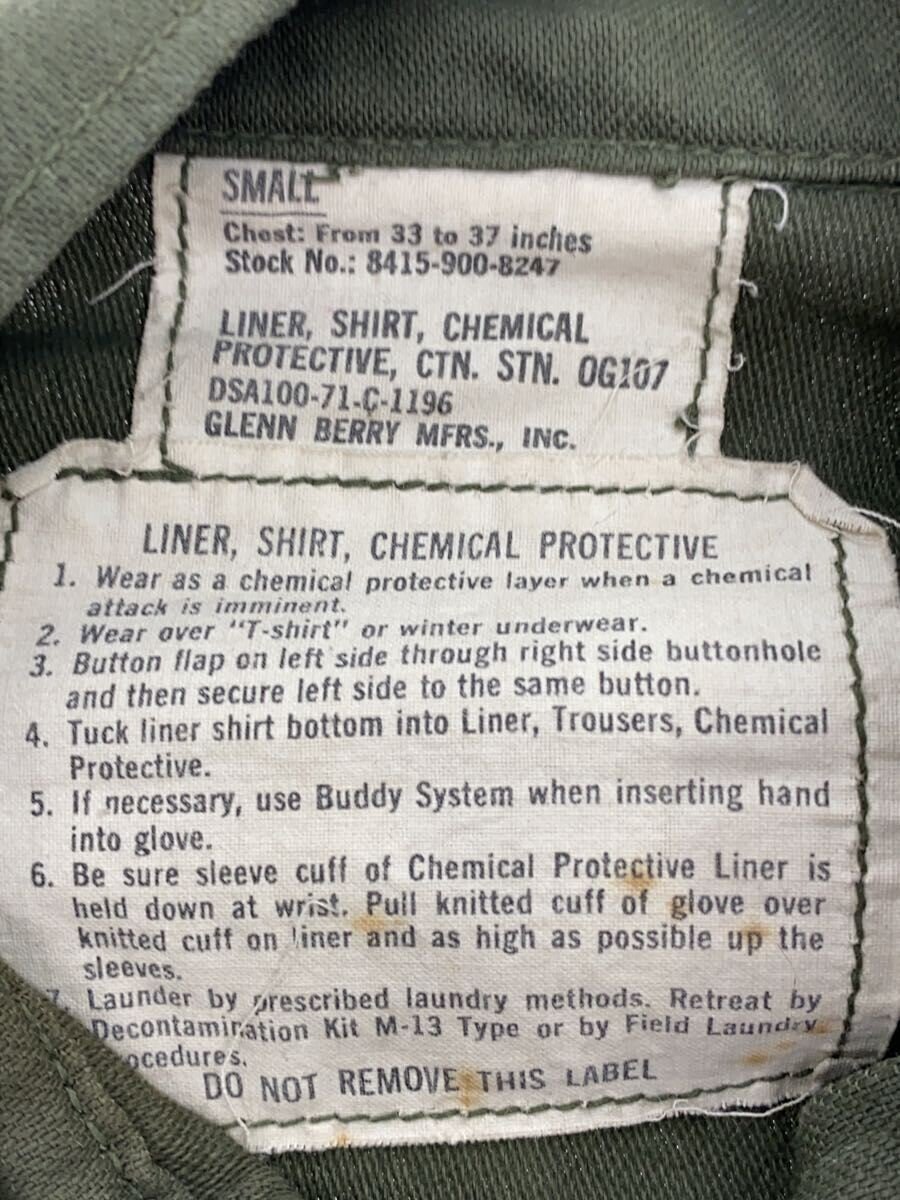 SMALL
Chest: From 33 to 37 inches
Stock No.: 8415-900-8247
LINER, SHIRT, CHEMICAL
PROTECTIVE, CTN. STN. OG107
DSA100-71-C-1196
GLENN BERRY MFRS., INC.
LINER, SHIRT, CHEMICAL PROTECTIVE
1. Wear as a chemical protective layer when a chemical
attack is imminent.
2. Wear over "T-shirt" or winter underwear.
3. Button flap on left side through right side buttonhole
and then secure left side to the same button.
4. Tuck liner shirt bottom into Liner, Trousers, Chemical
Protective.
5. If necessary, use Buddy System when inserting hand
into glove.
6. Be sure sleeve cuff of Chemical Protective Liner is
held down at wrist. Pull knitted cuff of glove over
knitted cuff on liner and as high as possible up the
sleeves.
7. Launder by prescribed laundry methods. Retreat by
Decontamination Kit M-13 Type or by Field Laundry
ocedures.
DO NOT REMOVE THIS LABEL